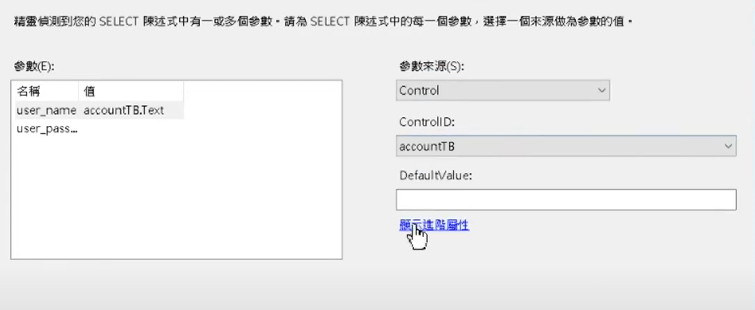 精靈偵測到您的 SELECT 陳述式中有一或多個參數。請為 SELECT 陳述式中的每一個參數，選擇一個來源做為參數的值。
參數(E):
名稱 值
user_name accountTB.Text
user_pass...
參數來源(S):
Control
ControlID:
accountTB
DefaultValue:
顯示進階屬性